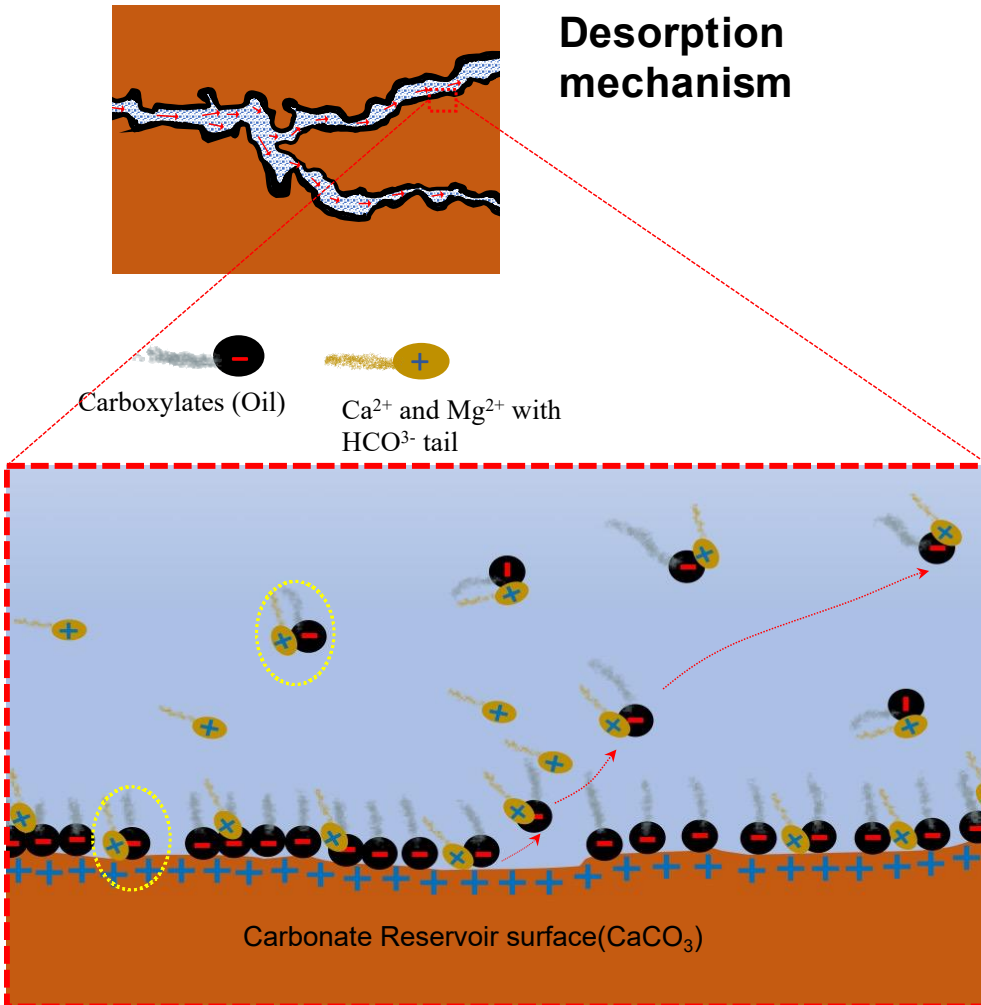 Desorption
mechanism
Carboxylates (Oil)
Ca²⁺ and Mg²⁺ with
HCO³⁻ tail
Carbonate Reservoir surface(CaCO₃)